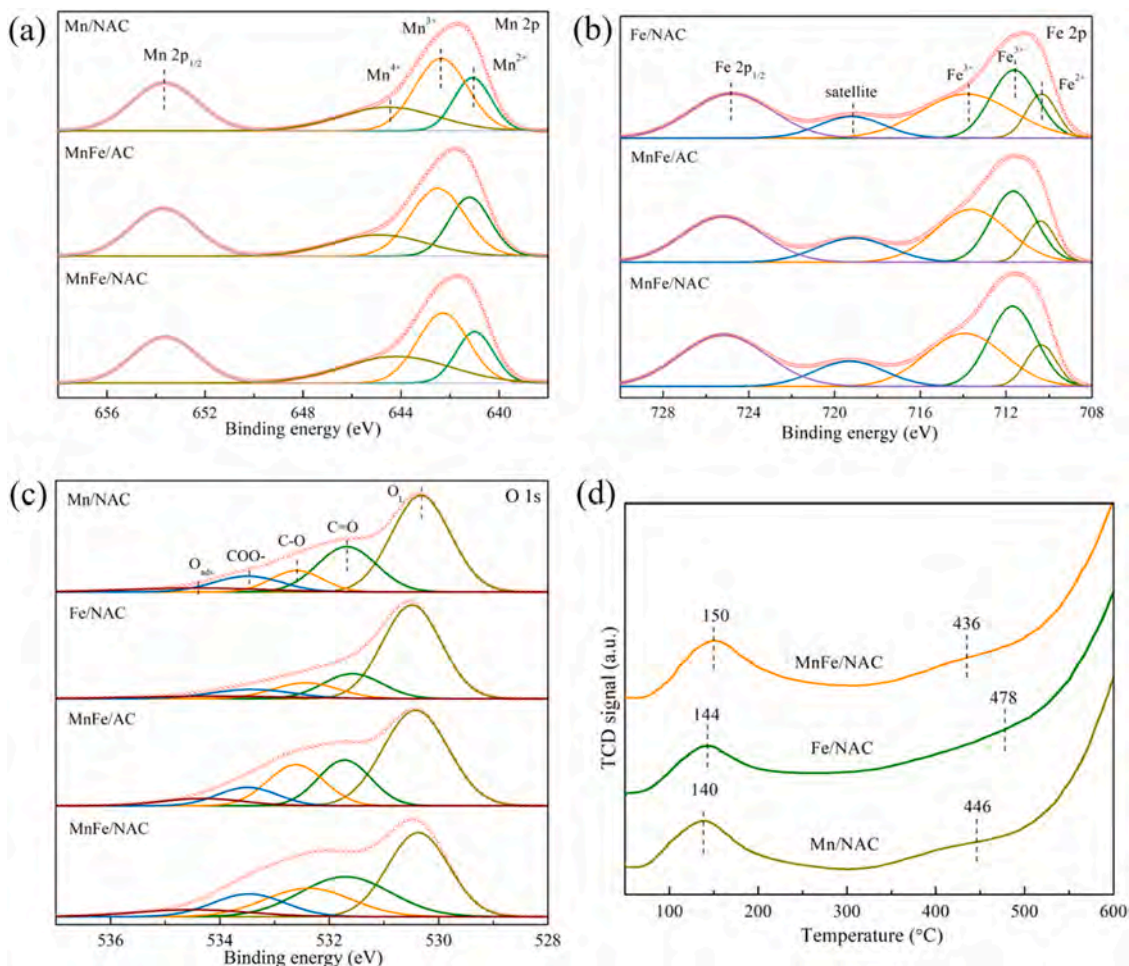 (a)
Mn/NAC
Mn³⁺
Mn 2p
Mn 2p₁/₂
Mn⁴⁺
Mn²⁺
MnFe/AC
MnFe/NAC
656 652 648 644 640
Binding energy (eV)
(b)
Fe/NAC
Fe 2p
Fe³⁺
Fe 2p₁/₂
Fe³⁺
Fe²⁺
satellite
MnFe/AC
MnFe/NAC
728 724 720 716 712 708
Binding energy (eV)
(c)
Mn/NAC
O 1s
O_L
C=O
C-O
COO-
O_ads
Fe/NAC
MnFe/AC
MnFe/NAC
536 534 532 530 528
Binding energy (eV)
(d)
150
436
MnFe/NAC
144
478
Fe/NAC
140
446
Mn/NAC
TCD signal (a.u.)
100 200 300 400 500 600
Temperature (°C)